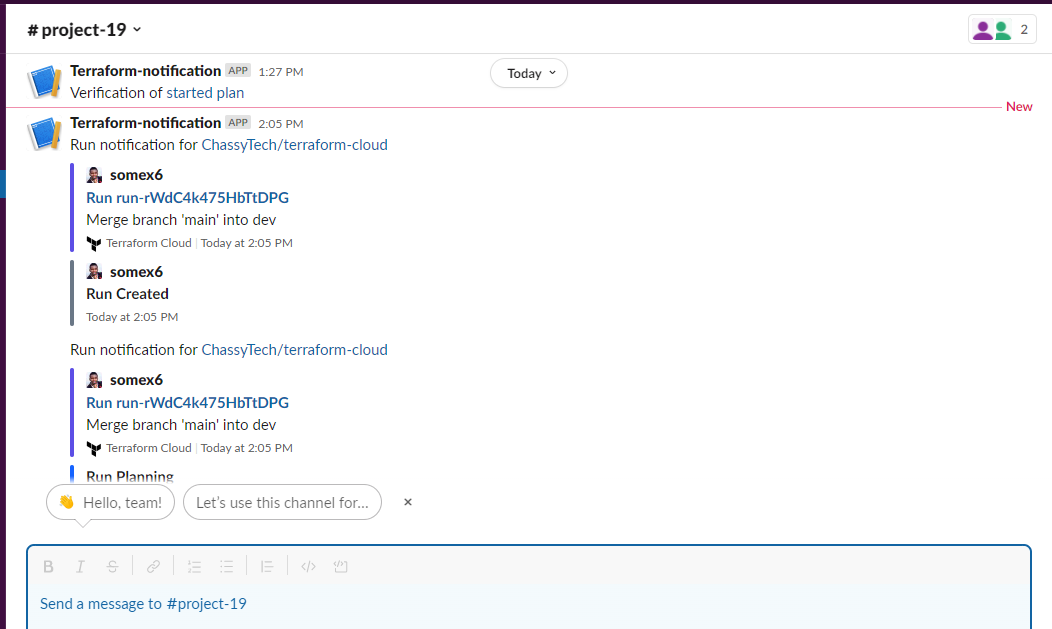 # project-19
2
Terraform-notification APP 1:27 PM
Today
Verification of started plan
New
Terraform-notification APP 2:05 PM
Run notification for ChassyTech/terraform-cloud
somex6
Run run-rWdC4k475HbTtDPG
Merge branch 'main' into dev
Terraform Cloud | Today at 2:05 PM
somex6
Run Created
Today at 2:05 PM
Run notification for ChassyTech/terraform-cloud
somex6
Run run-rWdC4k475HbTtDPG
Merge branch 'main' into dev
Terraform Cloud | Today at 2:05 PM
Run Planning
👋 Hello, team! Let's use this channel for... ×
B I S
Send a message to #project-19